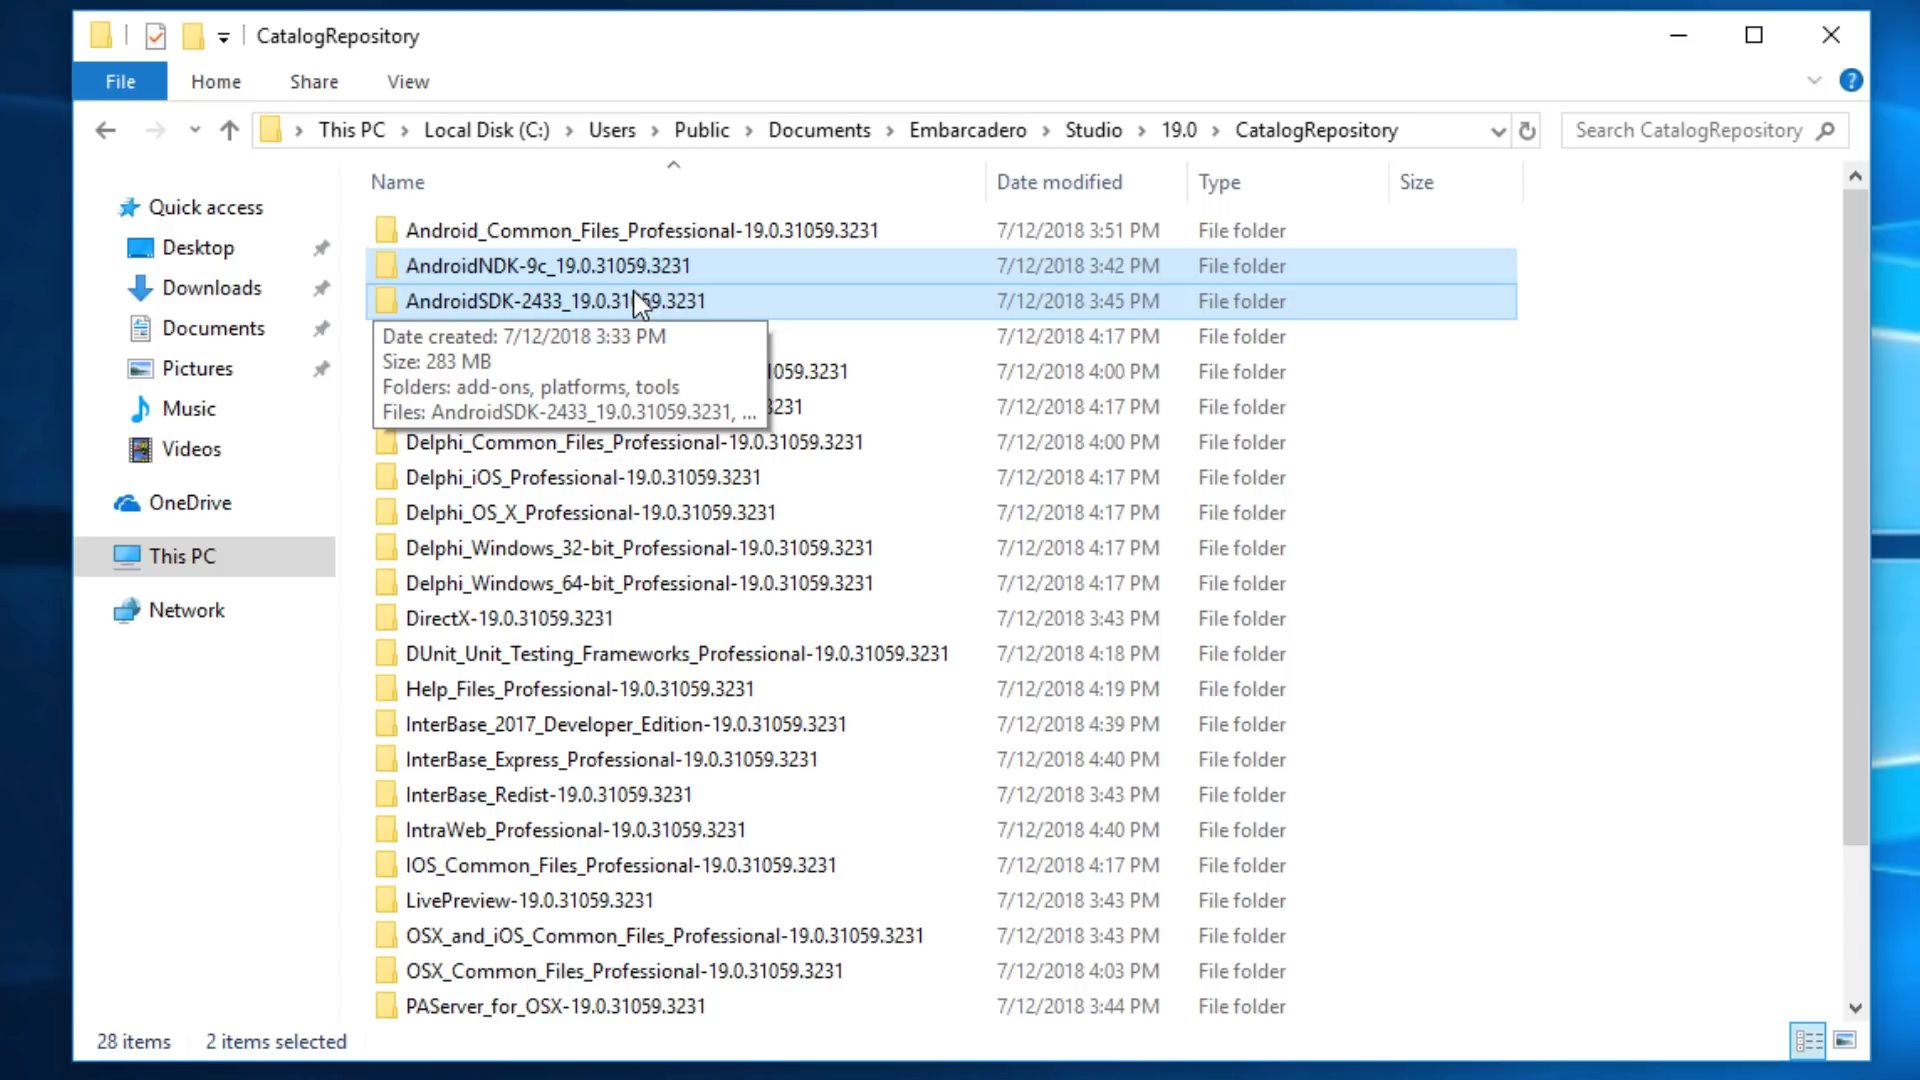 CatalogRepository
File Home Share View
This PC Local Disk (C:) Users Public Documents Embarcadero Studio 19.0 CatalogRepository
Search CatalogRepository
Quick access
Desktop
Downloads
Documents
Pictures
Music
Videos
OneDrive
This PC
Network
Name Date modified Type Size
Android_Common_Files_Professional-19.0.31059.3231 7/12/2018 3:51 PM File folder
AndroidNDK-9c_19.0.31059.3231 7/12/2018 3:42 PM File folder
AndroidSDK-2433_19.0.31059.3231 7/12/2018 3:45 PM File folder
Date created: 7/12/2018 3:33 PM
Size: 283 MB
Folders: add-ons, platforms, tools
Files: AndroidSDK-2433_19.0.31059.3231, ...
7/12/2018 4:17 PM File folder
059.3231 7/12/2018 4:00 PM File folder
3231 7/12/2018 4:17 PM File folder
Delphi_Common_Files_Professional-19.0.31059.3231 7/12/2018 4:00 PM File folder
Delphi_iOS_Professional-19.0.31059.3231 7/12/2018 4:17 PM File folder
Delphi_OS_X_Professional-19.0.31059.3231 7/12/2018 4:17 PM File folder
Delphi_Windows_32-bit_Professional-19.0.31059.3231 7/12/2018 4:17 PM File folder
Delphi_Windows_64-bit_Professional-19.0.31059.3231 7/12/2018 4:17 PM File folder
DirectX-19.0.31059.3231 7/12/2018 3:43 PM File folder
DUnit_Unit_Testing_Frameworks_Professional-19.0.31059.3231 7/12/2018 4:18 PM File folder
Help_Files_Professional-19.0.31059.3231 7/12/2018 4:19 PM File folder
InterBase_2017_Developer_Edition-19.0.31059.3231 7/12/2018 4:39 PM File folder
InterBase_Express_Professional-19.0.31059.3231 7/12/2018 4:40 PM File folder
InterBase_Redist-19.0.31059.3231 7/12/2018 3:43 PM File folder
IntraWeb_Professional-19.0.31059.3231 7/12/2018 4:40 PM File folder
IOS_Common_Files_Professional-19.0.31059.3231 7/12/2018 4:17 PM File folder
LivePreview-19.0.31059.3231 7/12/2018 3:43 PM File folder
OSX_and_iOS_Common_Files_Professional-19.0.31059.3231 7/12/2018 3:43 PM File folder
OSX_Common_Files_Professional-19.0.31059.3231 7/12/2018 4:03 PM File folder
PAServer_for_OSX-19.0.31059.3231 7/12/2018 3:44 PM File folder
28 items 2 items selected